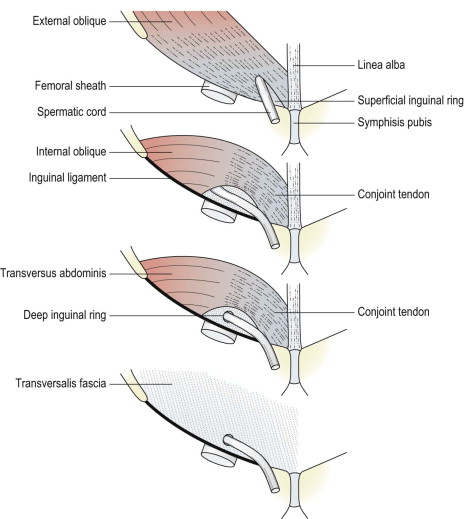 External oblique
Linea alba
Femoral sheath
Superficial inguinal ring
Spermatic cord
Symphisis pubis
Internal oblique
Inguinal ligament
Conjoint tendon
Transversus abdominis
Deep inguinal ring
Conjoint tendon
Transversalis fascia